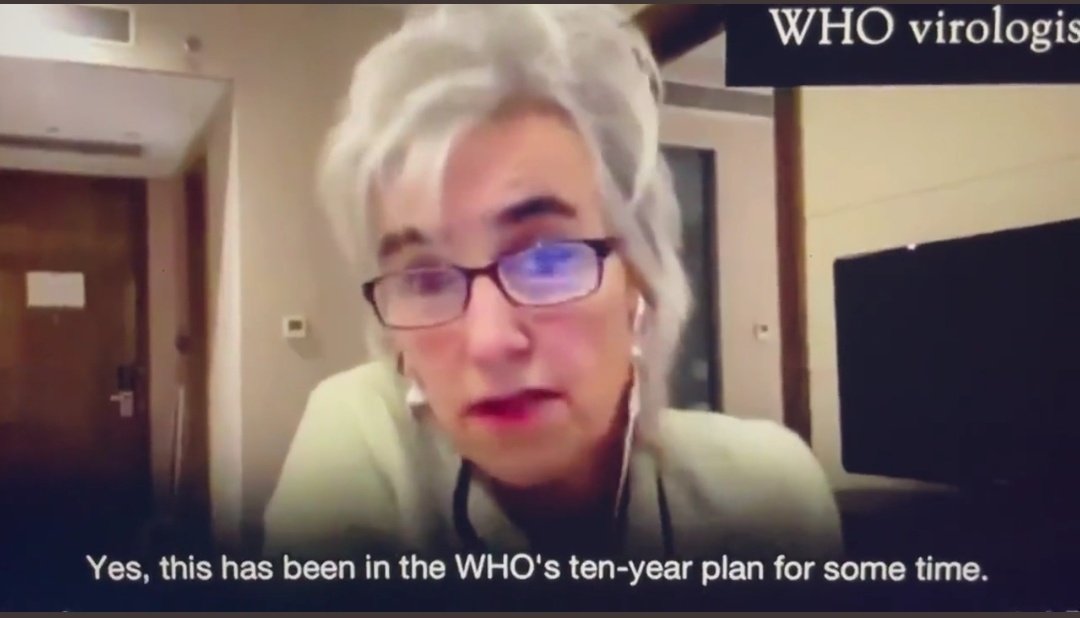 WHO virologis
Yes, this has been in the WHO's ten-year plan for some time.